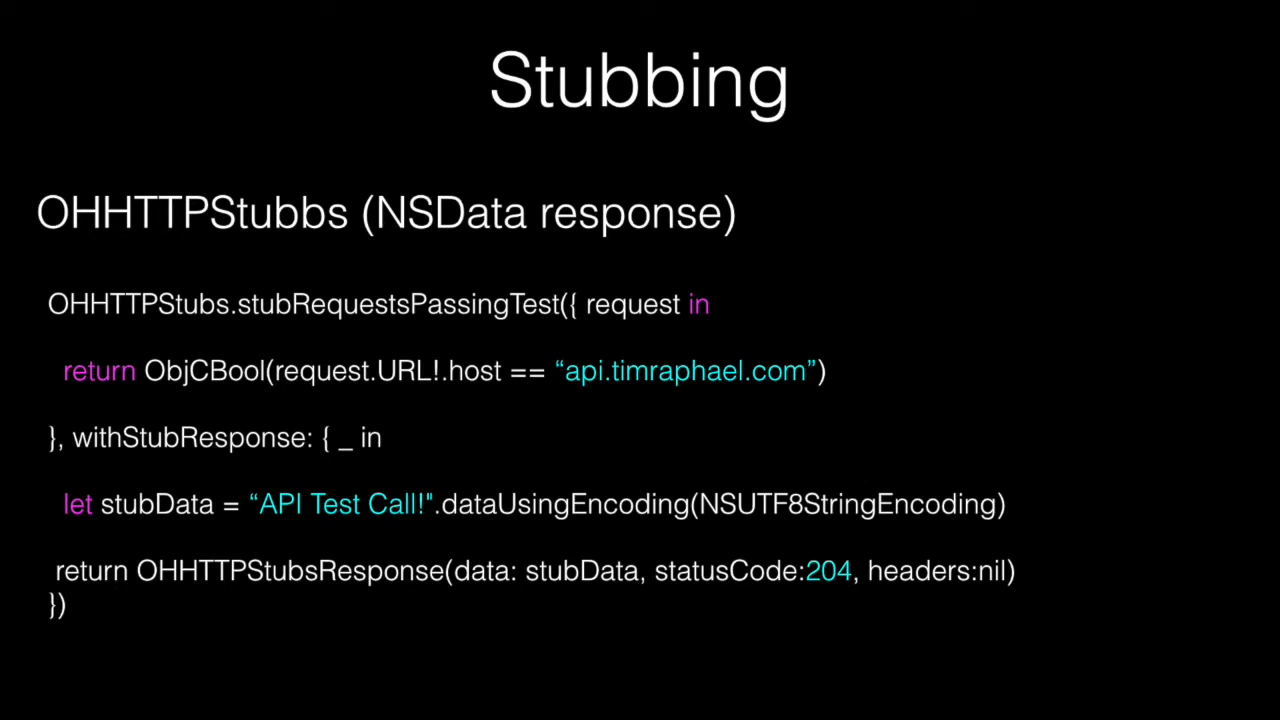 Stubbing
OHHTTPStubbs (NSData response)
OHHTTPStubs.stubRequestsPassingTest({ request in
return ObjCBool(request.URL!.host == “api.timraphael.com”)
}, withStubResponse: { _ in
let stubData = “API Test Call!".dataUsingEncoding(NSUTF8StringEncoding)
return OHHTTPStubsResponse(data: stubData, statusCode:204, headers:nil)
})